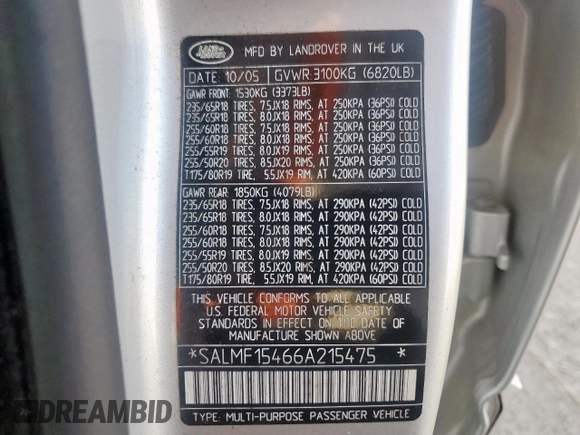 LAND ROVER
MFD BY LANDROVER IN THE UK
DATE: 10/05 GVWR 3100KG (6820LB)
GAWR FRONT: 1530KG (3373LB)
235/65R18 TIRES, 7.5JX18 RIMS, AT 250KPA (36PSI) COLD
235/65R18 TIRES, 8.0JX18 RIMS, AT 250KPA (36PSI) COLD
255/60R18 TIRES, 7.5JX18 RIMS, AT 250KPA (36PSI) COLD
255/60R18 TIRES, 8.0JX18 RIMS, AT 250KPA (36PSI) COLD
255/55R19 TIRES, 8.0JX19 RIMS, AT 250KPA (36PSI) COLD
255/50R20 TIRES, 8.5JX20 RIMS, AT 250KPA (36PSI) COLD
T175/80R19 TIRE, 5.5JX19 RIM, AT 420KPA (60PSI) COLD
GAWR REAR: 1850KG (4079LB)
235/65R18 TIRES, 7.5JX18 RIMS, AT 290KPA (42PSI) COLD
235/65R18 TIRES, 8.0JX18 RIMS, AT 290KPA (42PSI) COLD
255/60R18 TIRES, 7.5JX18 RIMS, AT 290KPA (42PSI) COLD
255/60R18 TIRES, 8.0JX18 RIMS, AT 290KPA (42PSI) COLD
255/55R19 TIRES, 8.0JX19 RIMS, AT 290KPA (42PSI) COLD
255/50R20 TIRES, 8.5JX20 RIMS, AT 290KPA (42PSI) COLD
T175/80R19 TIRE, 5.5JX19 RIM, AT 420KPA (60PSI) COLD
THIS VEHICLE CONFORMS TO ALL APPLICABLE
U.S. FEDERAL MOTOR VEHICLE SAFETY
STANDARDS IN EFFECT ON THE DATE OF
MANUFACTURE SHOWN ABOVE.
*SALMF15466A215475 *
TYPE: MULTI-PURPOSE PASSENGER VEHICLE
DREAMBID